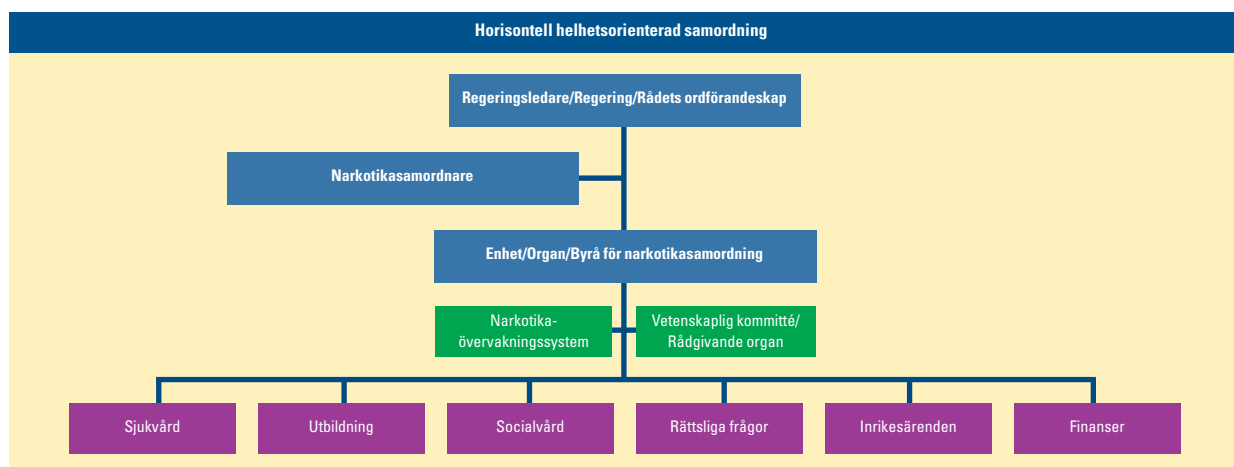 Horisontell helhetsorienterad samordning
Regeringsledare/Regering/Rådets ordförandeskap
Narkotikasamordnare
Enhet/Organ/Byrå för narkotikasamordning
Narkotika-
övervakningssystem
Vetenskaplig kommitté/
Rådgivande organ
Sjukvård
Utbildning
Socialvård
Rättsliga frågor
Inrikesärenden
Finanser